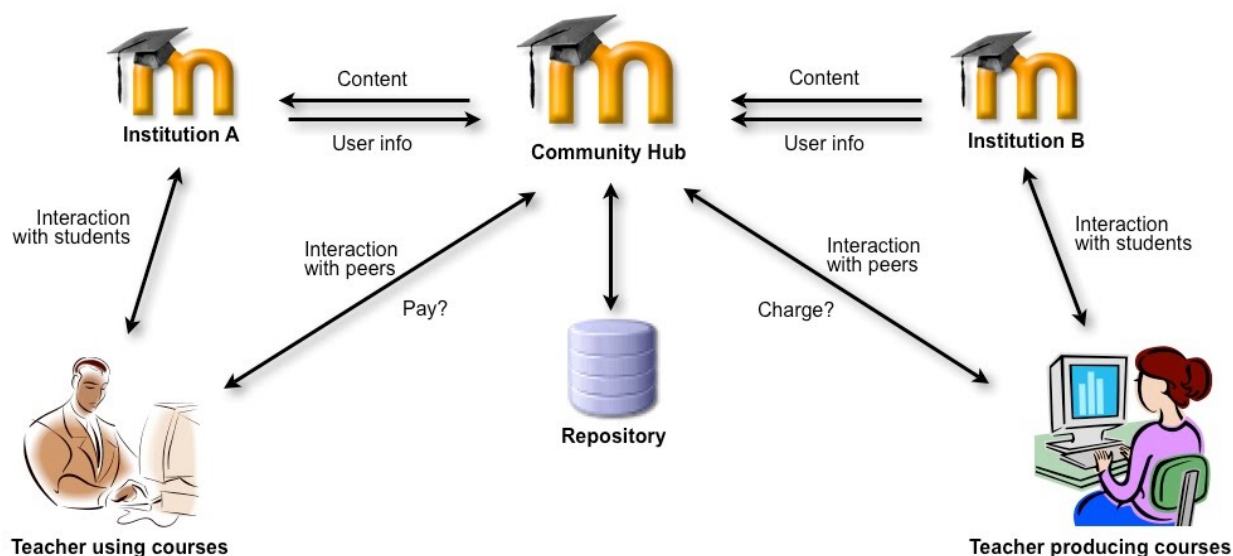 Content
Content
Institution A
User info
Community Hub
User info
Institution B
Interaction
with students
Interaction
with peers
Interaction
with peers
Interaction
with students
Pay?
Charge?
Repository
Teacher using courses
Teacher producing courses